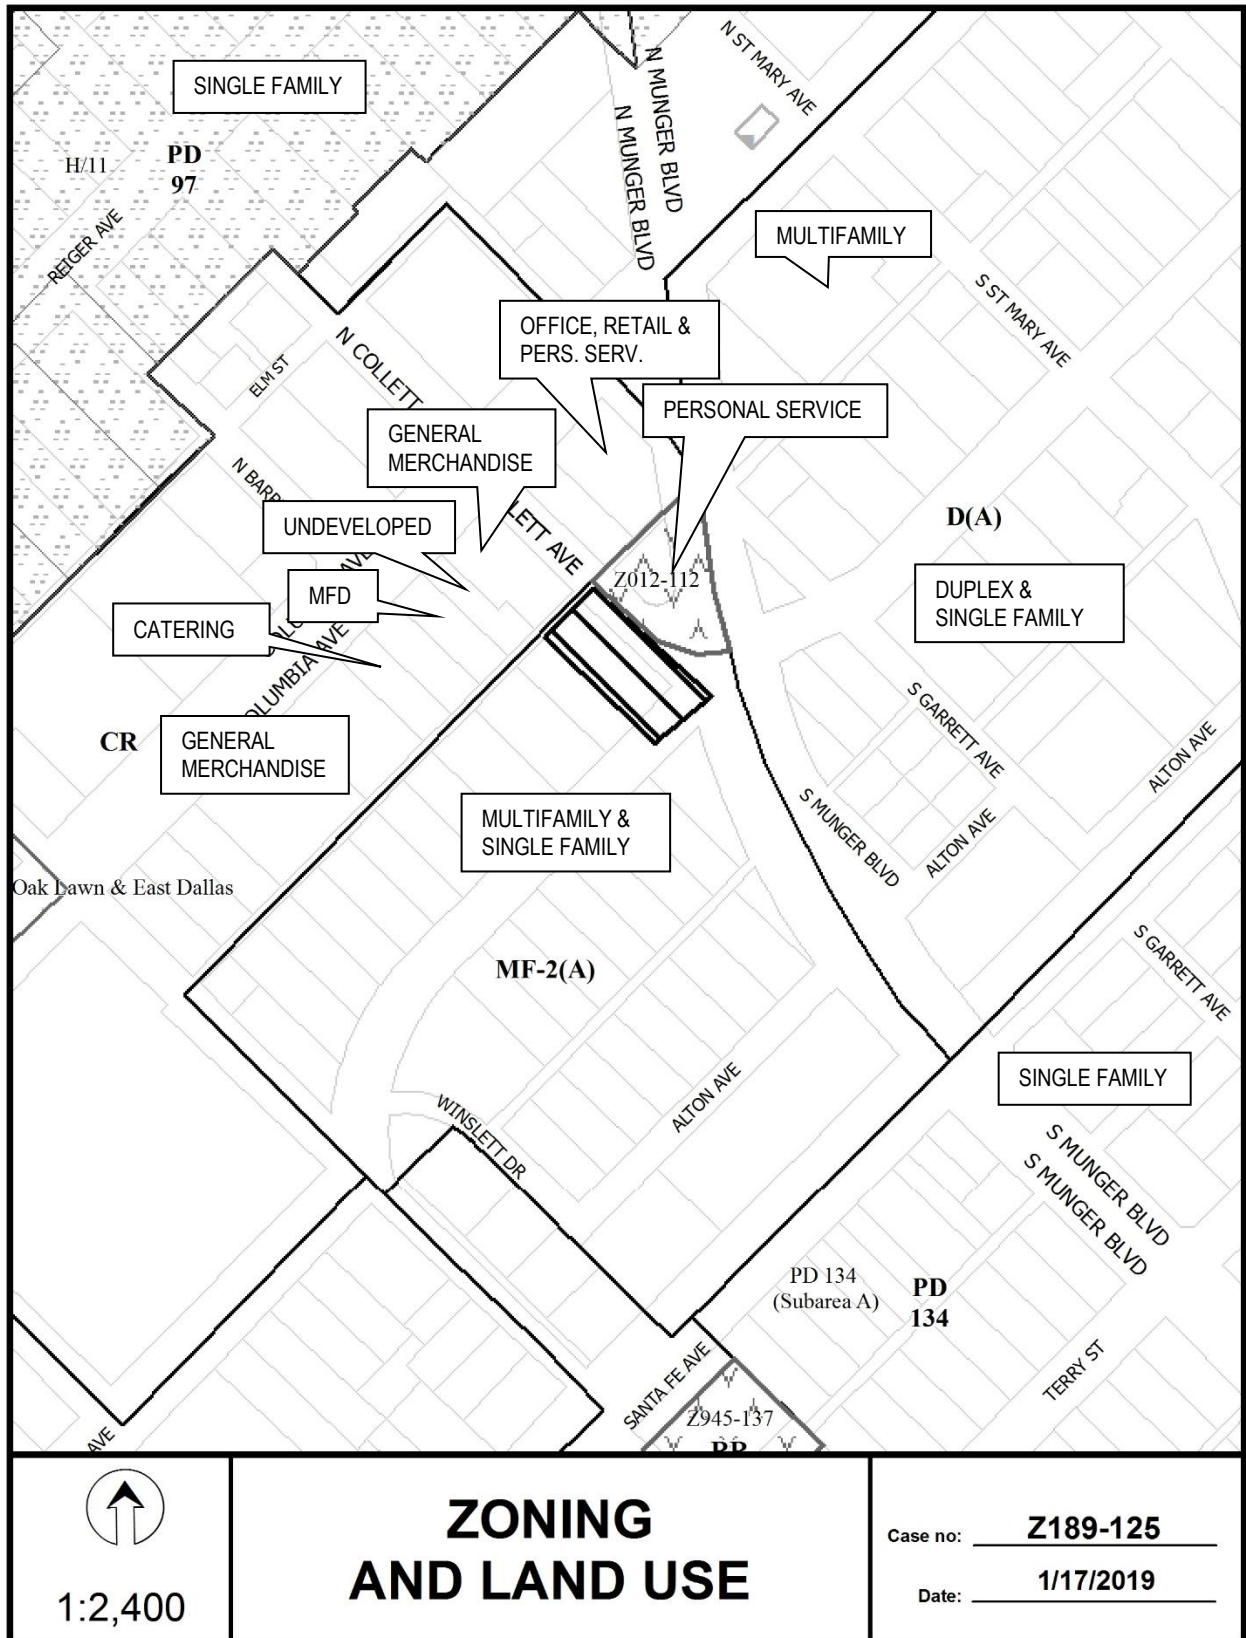 SINGLE FAMILY
H/11
PD
97
REIGER AVE
N MUNGER BLVD
N MUNGER BLVD
N ST MARY AVE
MULTIFAMILY
S ST MARY AVE
OFFICE, RETAIL &
PERS. SERV.
N COLLETT
ELM ST
PERSONAL SERVICE
GENERAL
MERCHANDISE
N BARR
UNDEVELOPED
LETT AVE
D(A)
Z012-112
MFD
DUPLEX &
SINGLE FAMILY
CATERING
AVE
OLUMBIA AVE
CR
GENERAL
MERCHANDISE
S GARRETT AVE
ALTON AVE
S MUNGER BLVD
ALTON AVE
MULTIFAMILY &
SINGLE FAMILY
Oak Lawn & East Dallas
MF-2(A)
S GARRETT AVE
SINGLE FAMILY
ALTON AVE
WINSLETT DR
S MUNGER BLVD
S MUNGER BLVD
PD 134
(Subarea A)
PD
134
TERRY ST
SANTA FE AVE
Z945-137
AVE
1:2,400
ZONING
AND LAND USE
Case no: Z189-125
Date: 1/17/2019